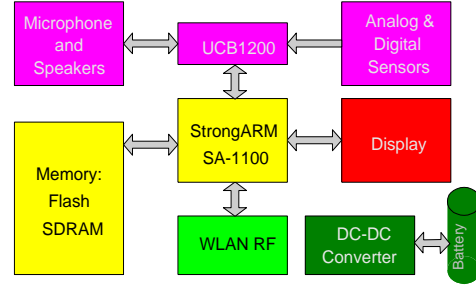 Microphone
and
Speakers
UCB1200
Analog &
Digital
Sensors
StrongARM
SA-1100
Display
Memory:
Flash
SDRAM
WLAN RF
DC-DC
Converter
Battery